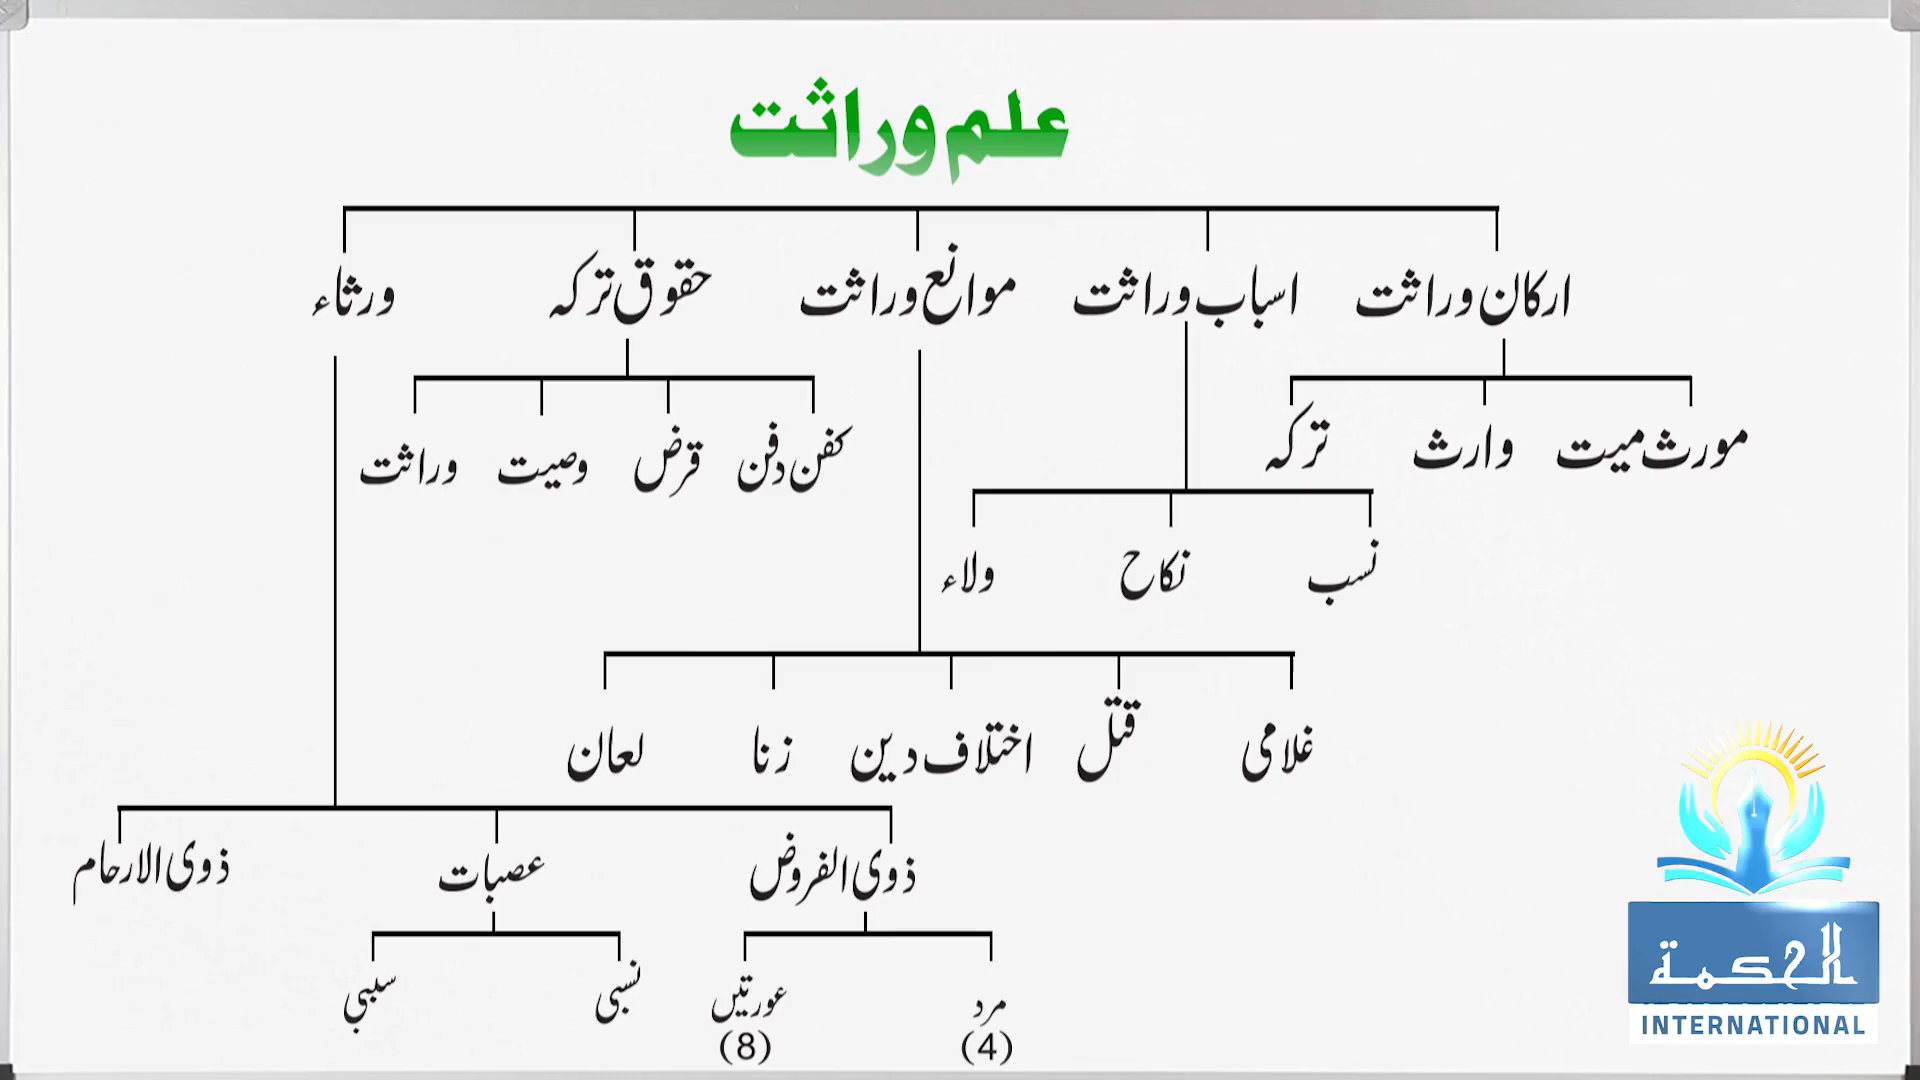 علم وراثت
ارکان وراثت اسباب وراثت موانع وراثت حقوق ترکہ ورثاء
مورث میت وارث ترکہ
کفن دفن قرض وصیت وراثت
نسب نکاح ولاء
غلامی قتل اختلاف دین زنا لعان
ذوی الفروض عصبات ذوی الارحام
مرد عورتیں نسبی سببی
(4) (8)
الحکمة
INTERNATIONAL